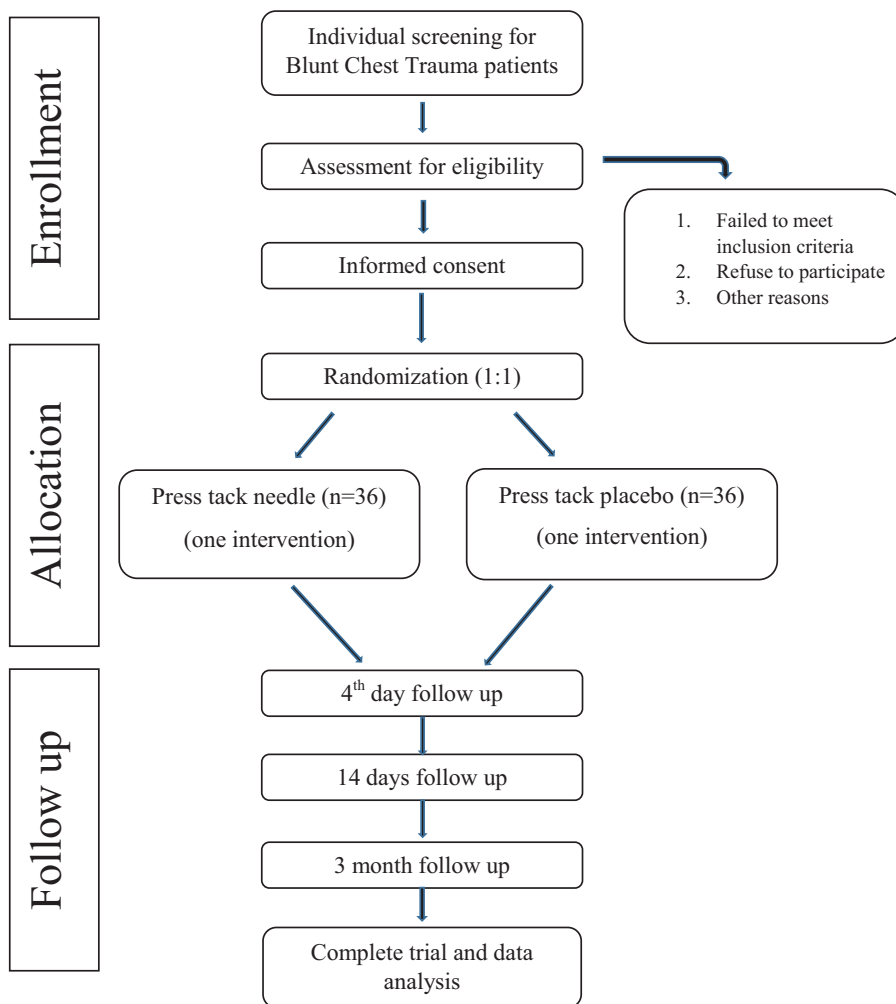 Enrollment
Individual screening for
Blunt Chest Trauma patients
Assessment for eligibility
1. Failed to meet
inclusion criteria
2. Refuse to participate
3. Other reasons
Informed consent
Allocation
Randomization (1:1)
Press tack needle (n=36)
(one intervention)
Press tack placebo (n=36)
(one intervention)
Follow up
4th day follow up
14 days follow up
3 month follow up
Complete trial and data
analysis